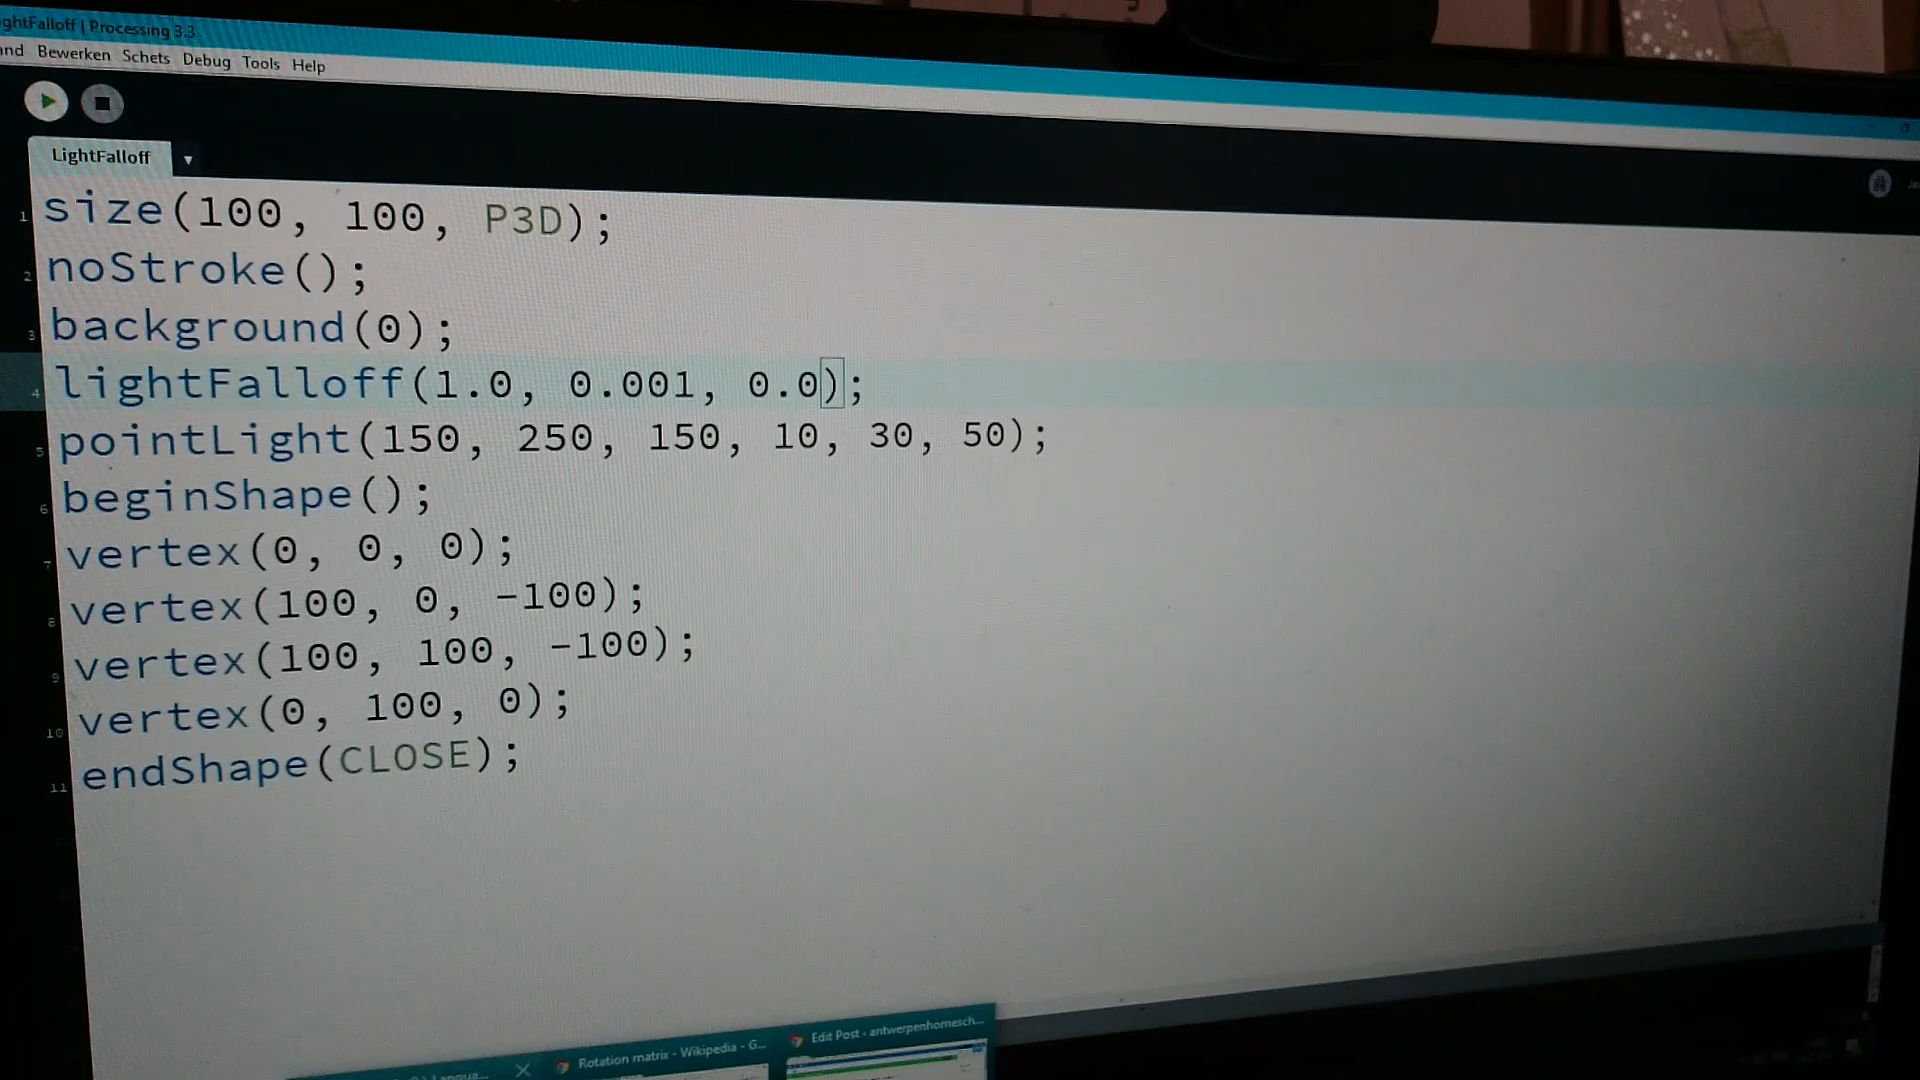 ghtFalloff | Processing 3.3
and Bewerken Schets Debug Tools Help
LightFalloff
1 size(100, 100, P3D);
2 noStroke();
3 background(0);
4 lightFalloff(1.0, 0.001, 0.0);
5 pointLight(150, 250, 150, 10, 30, 50);
6 beginShape();
7 vertex(0, 0, 0);
8 vertex(100, 0, -100);
9 vertex(100, 100, -100);
10 vertex(0, 100, 0);
11 endShape(CLOSE);
Rotation matrix - Wikipedia - G...
Edit Post ‹ antwerpenhomesch...